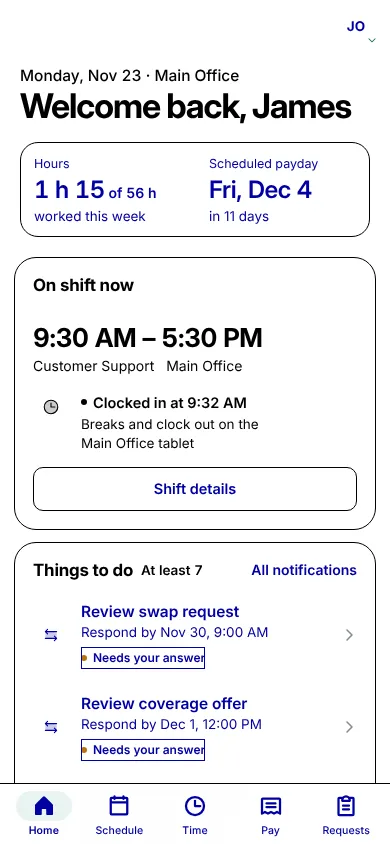 JO
Monday, Nov 23 · Main Office
Welcome back, James
Hours
1 h 15 of 56 h
worked this week
Scheduled payday
Fri, Dec 4
in 11 days
On shift now
9:30 AM – 5:30 PM
Customer Support Main Office
Clocked in at 9:32 AM
Breaks and clock out on the
Main Office tablet
Shift details
Things to do At least 7 All notifications
Review swap request
Respond by Nov 30, 9:00 AM
Needs your answer
Review coverage offer
Respond by Dec 1, 12:00 PM
Needs your answer
Home Schedule Time Pay Requests